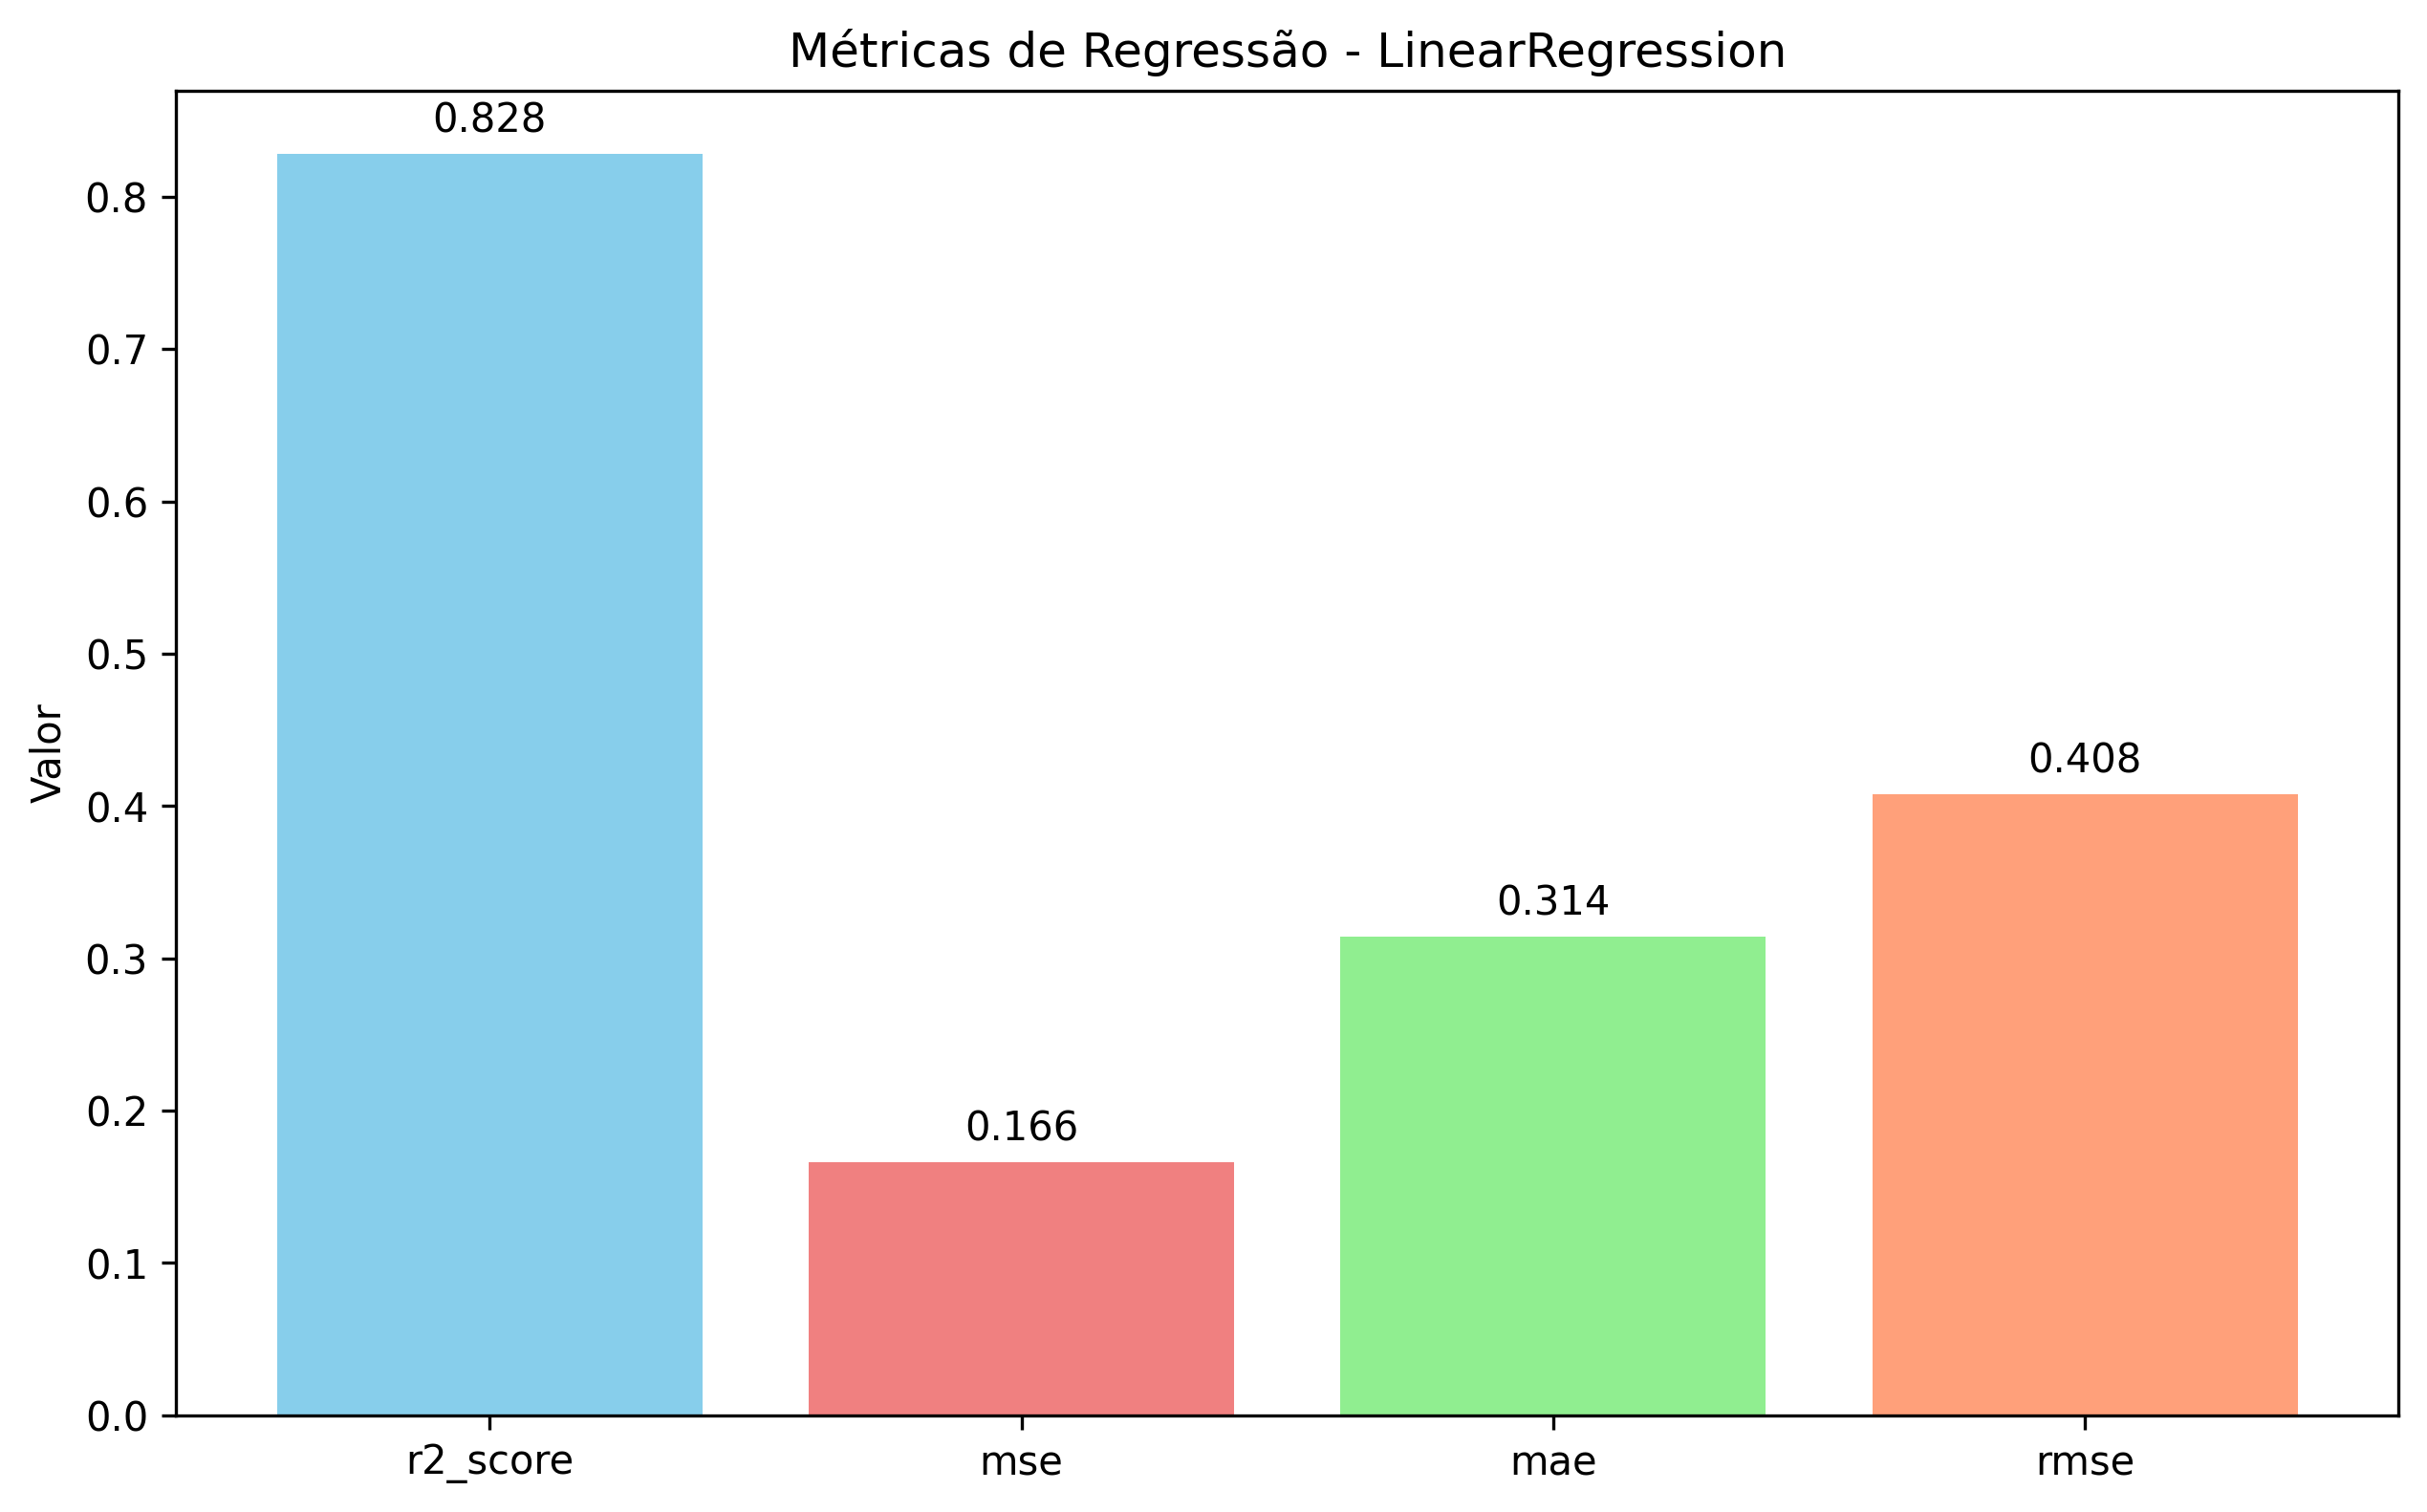 Métricas de Regressão - LinearRegression
0.828
0.8
0.7
0.6
0.5
0.4
0.3
0.2
0.1
0.0
Valor
0.166
0.314
0.408
r2_score
mse
mae
rmse